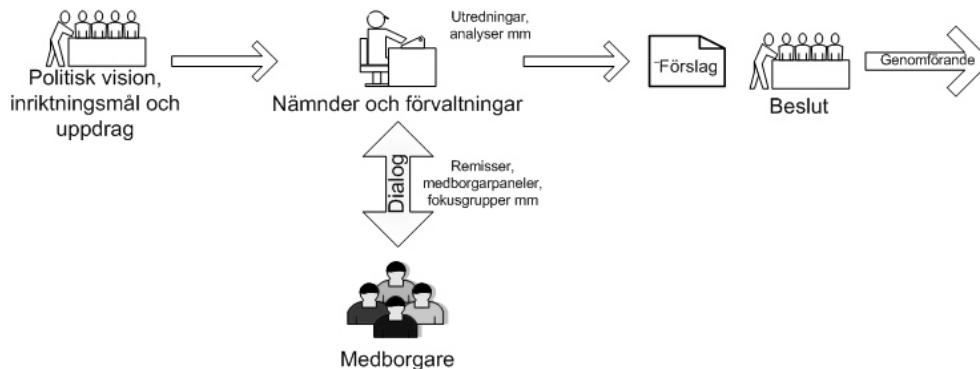 Politisk vision,
inriktningsmål och
uppdrag
Utredningar,
analyser mm
Nämnder och förvaltningar
Förslag
Beslut
Genomförande
Dialog
Remisser,
medborgarpaneler,
fokusgrupper mm
Medborgare